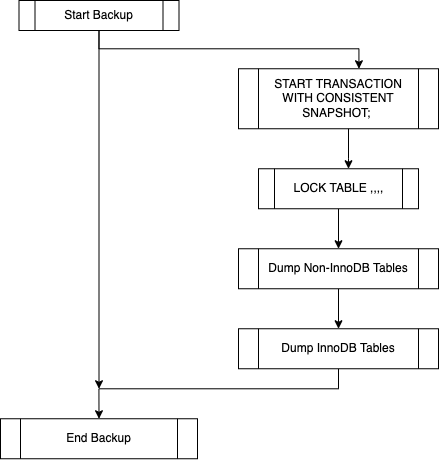 Start Backup
START TRANSACTION
WITH CONSISTENT
SNAPSHOT;
LOCK TABLE ,,,,
Dump Non-InnoDB Tables
Dump InnoDB Tables
End Backup